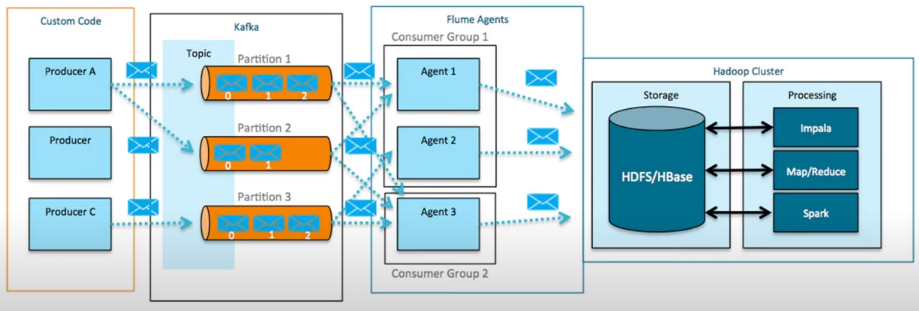 Custom Code
Producer A
Producer
Producer C
Kafka
Topic
Partition 1
0 1 2
Partition 2
0 1
Partition 3
0 1 2
Flume Agents
Consumer Group 1
Agent 1
Agent 2
Agent 3
Consumer Group 2
Hadoop Cluster
Storage
HDFS/HBase
Processing
Impala
Map/Reduce
Spark